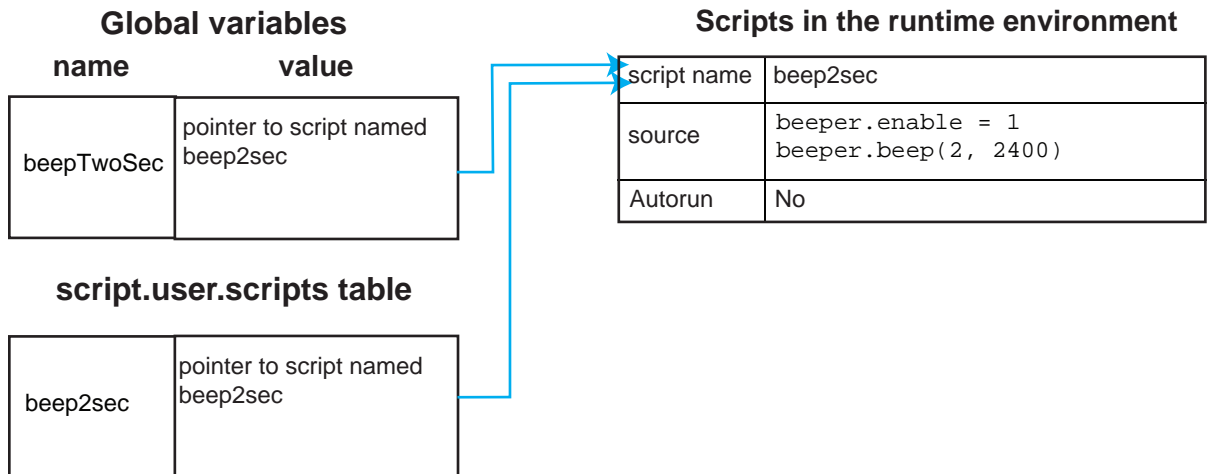 Global variables
name value
beepTwoSec
pointer to script named
beep2sec
script.user.scripts table
beep2sec
pointer to script named
beep2sec
Scripts in the runtime environment
script name beep2sec
source
beeper.enable = 1
beeper.beep(2, 2400)
Autorun No